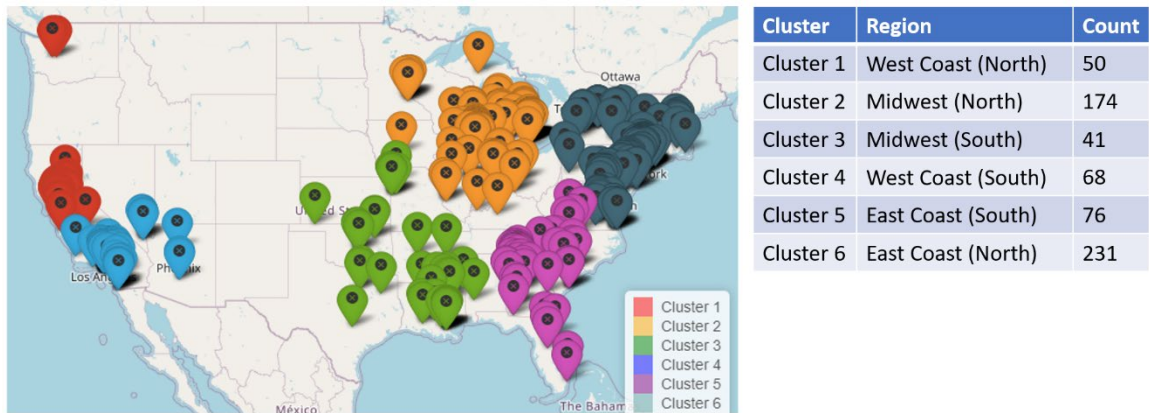 Ottawa
United St
Los An
Phoenix
México
The Baham
Cluster 1
Cluster 2
Cluster 3
Cluster 4
Cluster 5
Cluster 6
Cluster Region Count
Cluster 1 West Coast (North) 50
Cluster 2 Midwest (North) 174
Cluster 3 Midwest (South) 41
Cluster 4 West Coast (South) 68
Cluster 5 East Coast (South) 76
Cluster 6 East Coast (North) 231